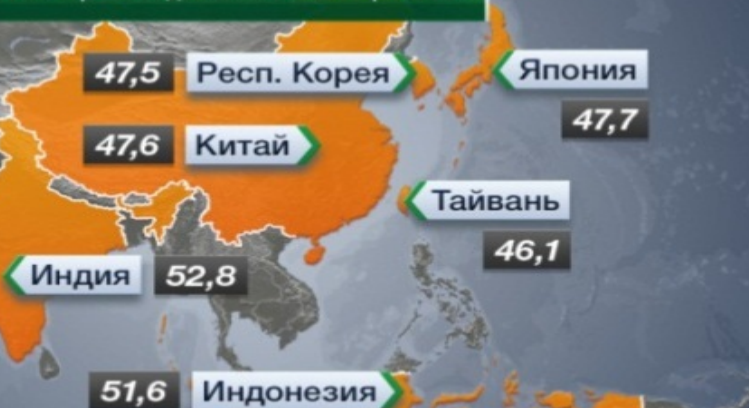 47,5 Респ. Корея
Япония
47,7
47,6 Китай
Тайвань
46,1
Индия 52,8
51,6 Индонезия